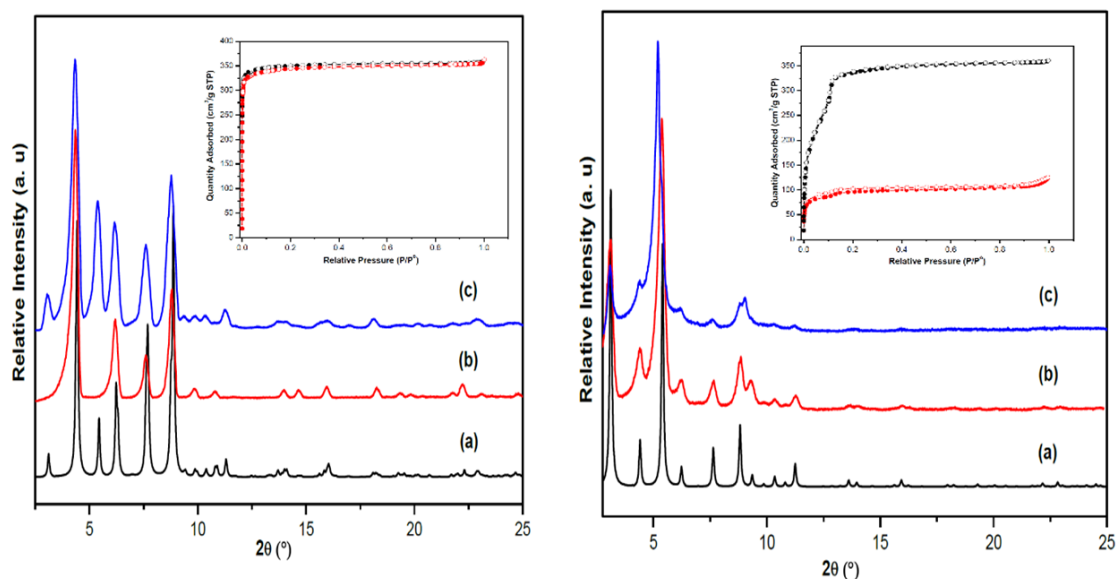 Relative Intensity (a. u)
Quantity Adsorbed (cm³/g STP)
400
350
300
250
200
150
100
50
0
0.0 0.2 0.4 0.6 0.8 1.0
Relative Pressure (P/P⁰)
(c)
(b)
(a)
5 10 15 20 25
2θ (º)
Relative Intensity (a. u)
Quantity Adsorbed (cm³/g STP)
350
300
250
200
150
100
50
0
0.0 0.2 0.4 0.6 0.8 1.0
Relative Pressure (P/P⁰)
(c)
(b)
(a)
5 10 15 20 25
2θ (º)